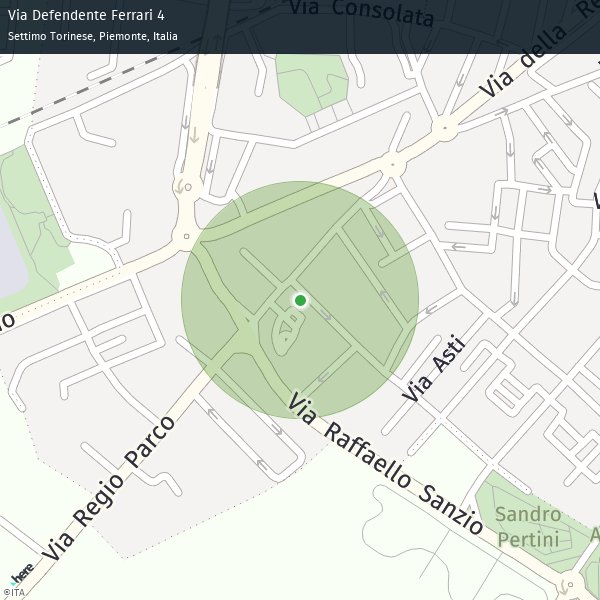 Via Defendente Ferrari 4
Settimo Torinese, Piemonte, Italia
Via Consolata
Via della Re
Via Asti
Via Raffaello Sanzio
Via Regio Parco
Sandro
Pertini
here
©ITA